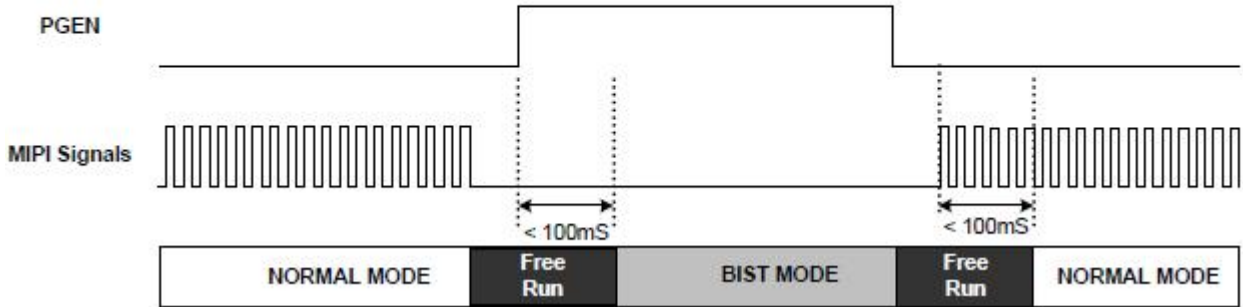 PGEN
MIPI Signals
< 100mS
< 100mS
NORMAL MODE
Free
Run
BIST MODE
Free
Run
NORMAL MODE